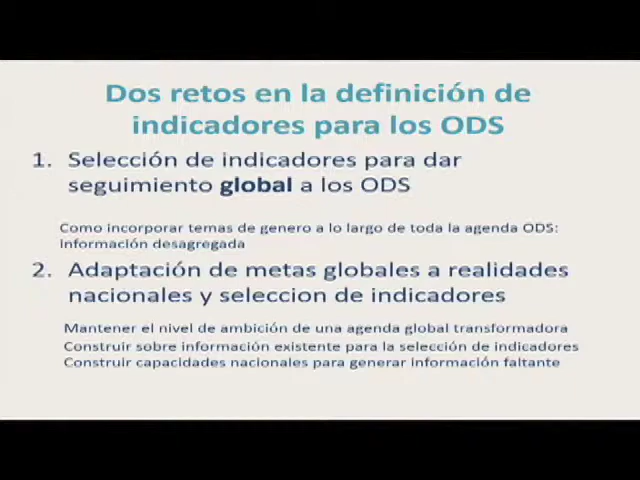 Dos retos en la definición de
indicadores para los ODS
1. Selección de indicadores para dar
seguimiento global a los ODS
Como incorporar temas de genero a lo largo de toda la agenda ODS:
Información desagregada
2. Adaptación de metas globales a realidades
nacionales y seleccion de indicadores
Mantener el nivel de ambición de una agenda global transformadora
Construir sobre información existente para la selección de indicadores
Construir capacidades nacionales para generar información faltante